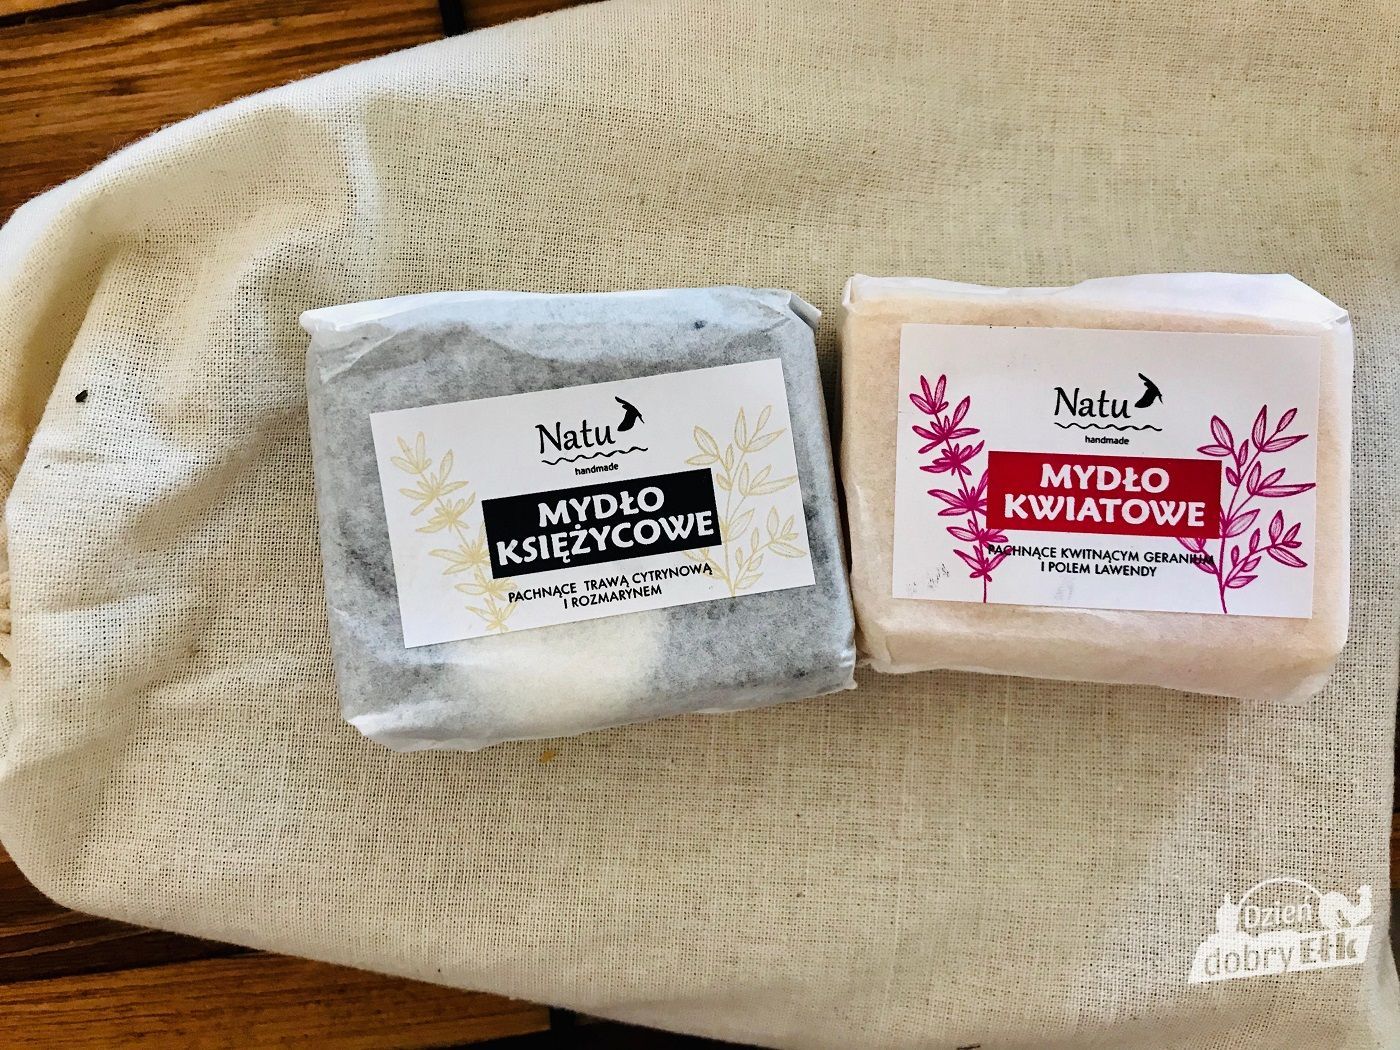 Natu
handmade
MYDŁO
KSIĘŻYCOWE
PACHNĄCE TRAWĄ CYTRYNOWĄ
I ROZMARYNEM
Natu
handmade
MYDŁO
KWIATOWE
PACHNĄCE KWITNĄCYM GERANIUM
I POLEM LAWENDY
Dzień
dobry Ełk